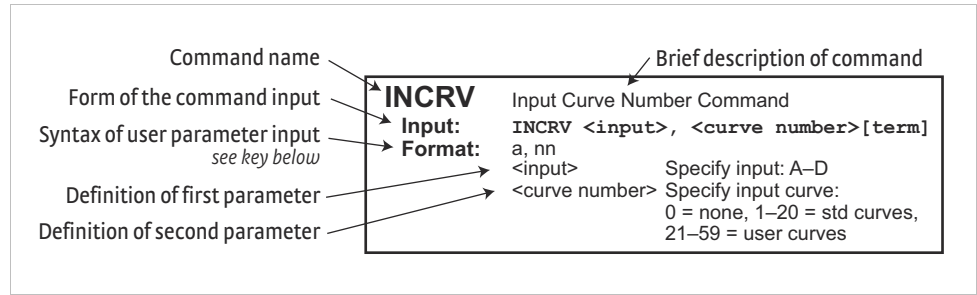 Command name
Brief description of command
Form of the command input
INCRV Input Curve Number Command
Syntax of user parameter input
Input: INCRV <input>, <curve number>[term]
see key below
Format: a, nn
<input> Specify input: A–D
Definition of first parameter
<curve number> Specify input curve:
0 = none, 1–20 = std curves,
Definition of second parameter
21–59 = user curves